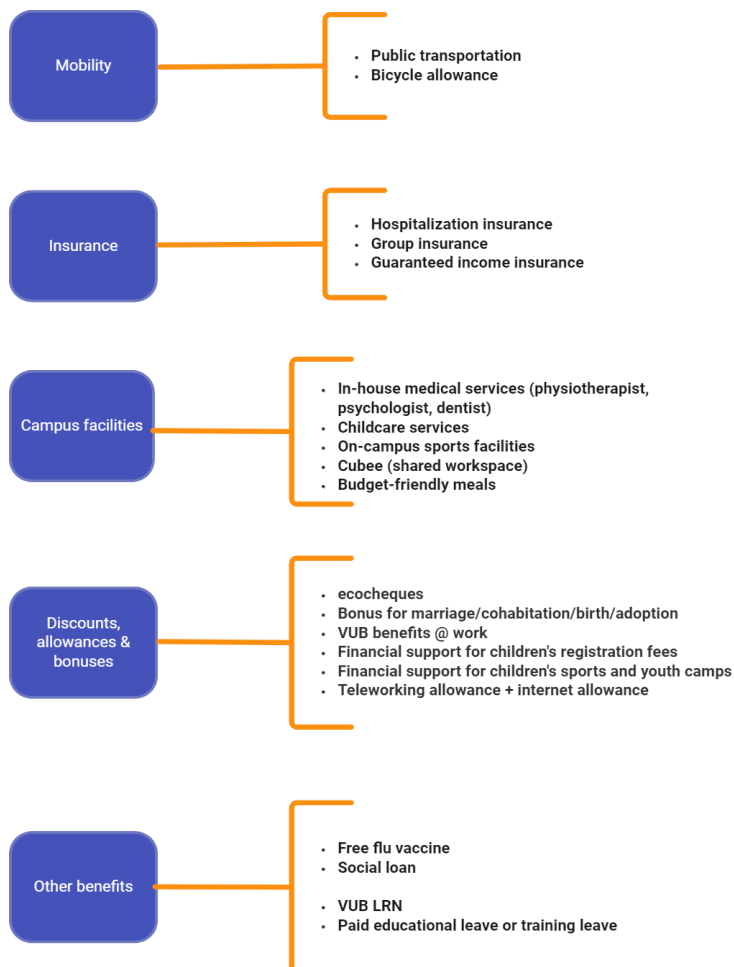 Mobility
• Public transportation
• Bicycle allowance
Insurance
• Hospitalization insurance
• Group insurance
• Guaranteed income insurance
Campus facilities
• In-house medical services (physiotherapist,
psychologist, dentist)
• Childcare services
• On-campus sports facilities
• Cubee (shared workspace)
• Budget-friendly meals
Discounts,
allowances &
bonuses
• ecocheques
• Bonus for marriage/cohabitation/birth/adoption
• VUB benefits @ work
• Financial support for children's registration fees
• Financial support for children's sports and youth camps
• Teleworking allowance + internet allowance
Other benefits
• Free flu vaccine
• Social loan
• VUB LRN
• Paid educational leave or training leave